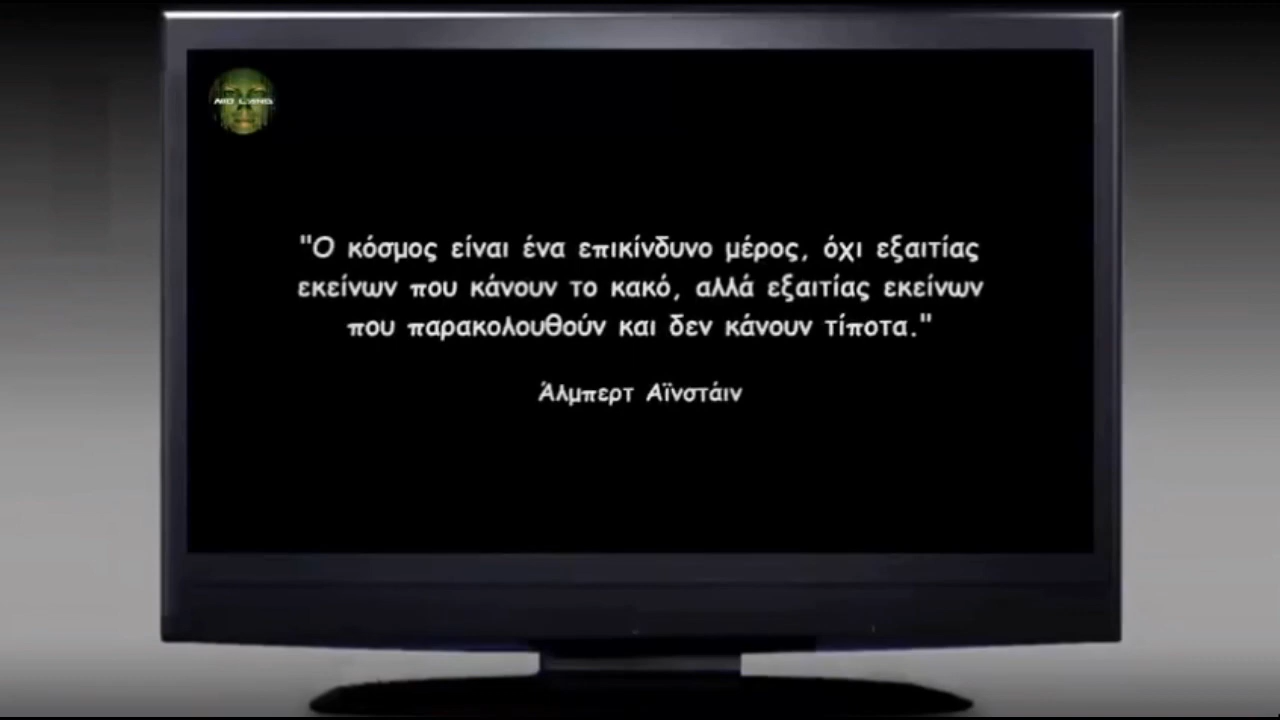 "Ο κόσμος είναι ένα επικίνδυνο μέρος, όχι εξαιτίας
εκείνων που κάνουν το κακό, αλλά εξαιτίας εκείνων
που παρακολουθούν και δεν κάνουν τίποτα."
Άλμπερτ Αϊνστάιν